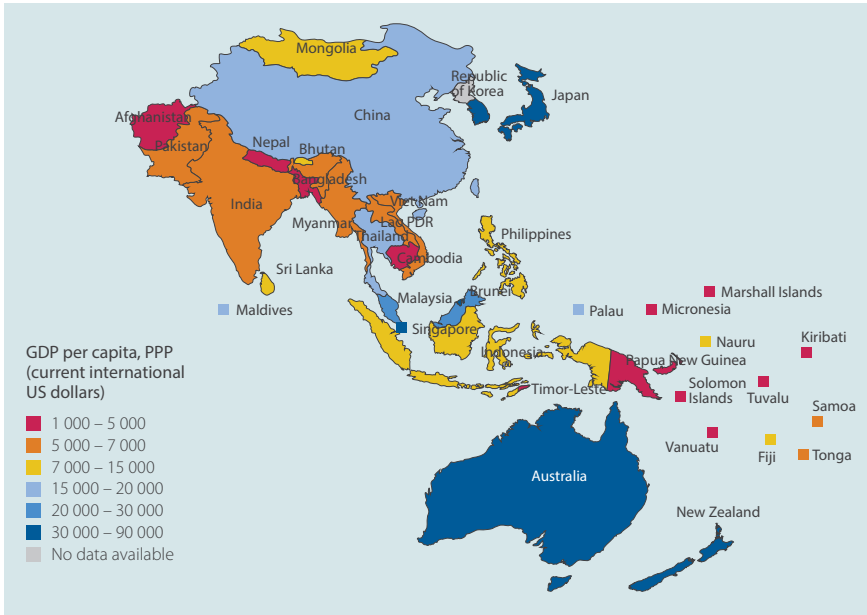 Mongolia
Republic
of Korea
Japan
China
Afghanistan
Pakistan
Nepal
Bhutan
Bangladesh
India
Viet Nam
Myanmar
Lao PDR
Thailand
Philippines
Cambodia
Sri Lanka
Maldives
Malaysia
Brunei
Palau
Marshall Islands
Micronesia
Singapore
Nauru
Kiribati
Indonesia
Papua New Guinea
Timor-Leste
Solomon
Islands
Tuvalu
Samoa
Vanuatu
Fiji
Tonga
Australia
New Zealand
GDP per capita, PPP
(current international
US dollars)
1 000 – 5 000
5 000 – 7 000
7 000 – 15 000
15 000 – 20 000
20 000 – 30 000
30 000 – 90 000
No data available